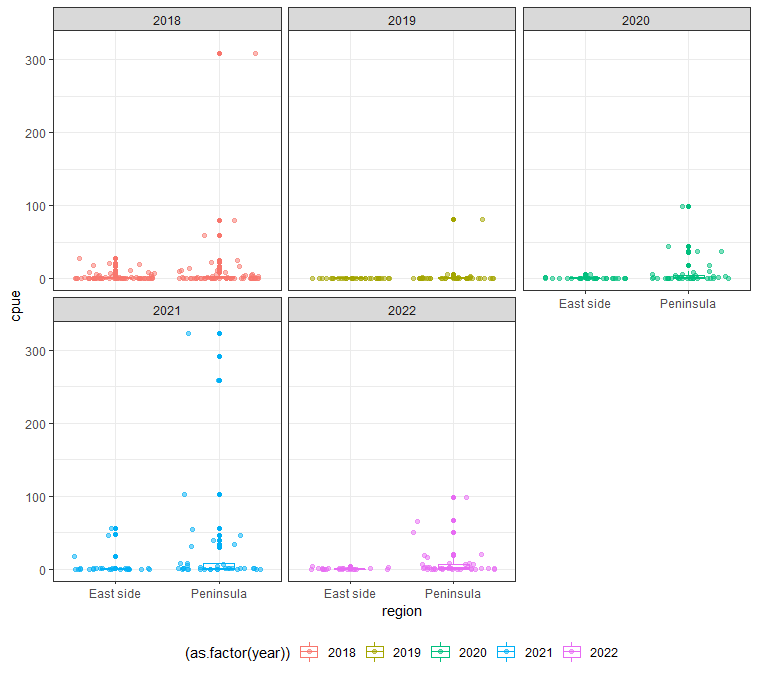 2018 2019 2020
300
200
100
0
East side Peninsula
2021 2022
300
200
100
0
East side Peninsula East side Peninsula
cpue
region
(as.factor(year)) 2018 2019 2020 2021 2022